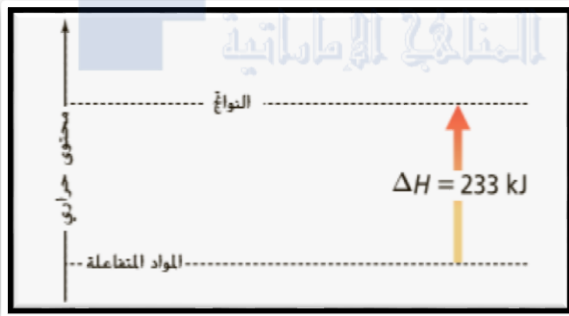 المناهج الإماراتية
النواتج
محتوى حراري
ΔH = 233 kJ
المواد المتفاعلة